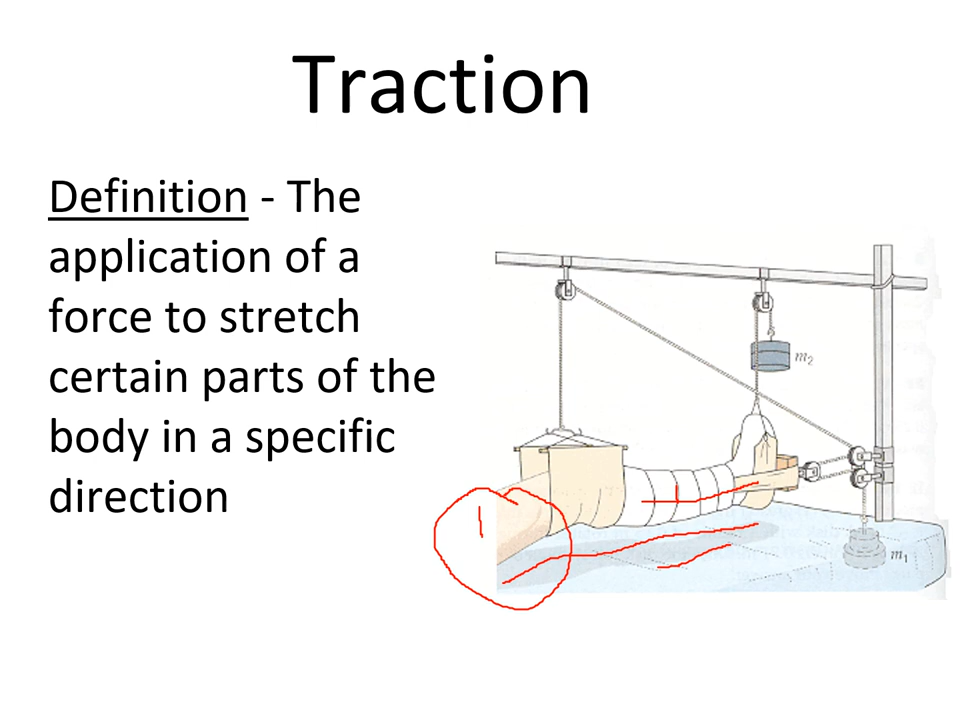 Traction
Definition - The
application of a
force to stretch
certain parts of the
body in a specific
direction
m₂
m₁